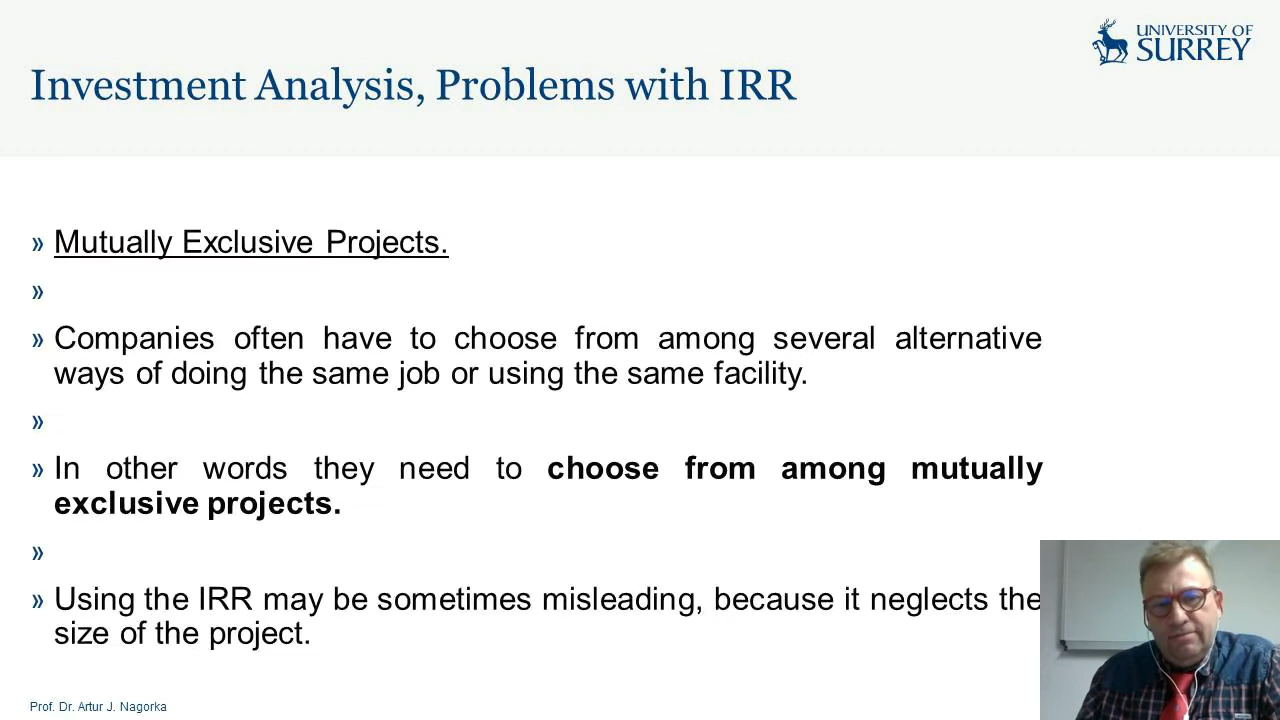 UNIVERSITY OF
SURREY
Investment Analysis, Problems with IRR
» Mutually Exclusive Projects.
»
» Companies often have to choose from among several alternative
ways of doing the same job or using the same facility.
»
» In other words they need to choose from among mutually
exclusive projects.
»
» Using the IRR may be sometimes misleading, because it neglects the
size of the project.
Prof. Dr. Artur J. Nagorka